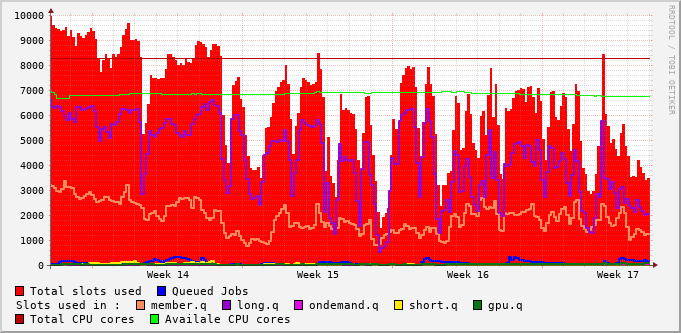 10000
9000
8000
7000
6000
5000
4000
3000
2000
1000
0
Week 14 Week 15 Week 16 Week 17
Total slots used Queued Jobs
Slots used in : member.q long.q ondemand.q short.q gpu.q
Total CPU cores Availale CPU cores
RRDTOOL / TOBI OETIKER